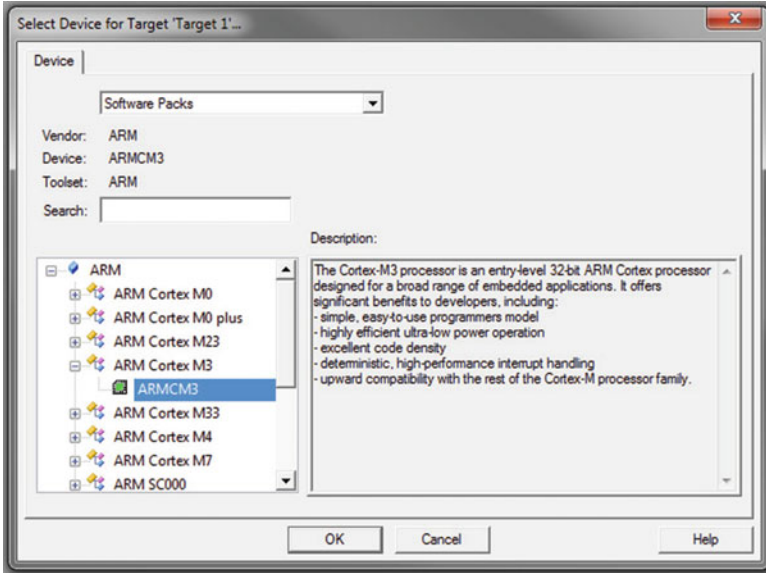 Select Device for Target 'Target 1'...
Device
Software Packs
Vendor: ARM
Device: ARMCM3
Toolset: ARM
Search:
ARM
ARM Cortex M0
ARM Cortex M0 plus
ARM Cortex M23
ARM Cortex M3
ARMCM3
ARM Cortex M33
ARM Cortex M4
ARM Cortex M7
ARM SC000
Description:
The Cortex-M3 processor is an entry-level 32-bit ARM Cortex processor
designed for a broad range of embedded applications. It offers
significant benefits to developers, including:
- simple, easy-to-use programmers model
- highly efficient ultra-low power operation
- excellent code density
- deterministic, high-performance interrupt handling
- upward compatibility with the rest of the Cortex-M processor family.
OK
Cancel
Help